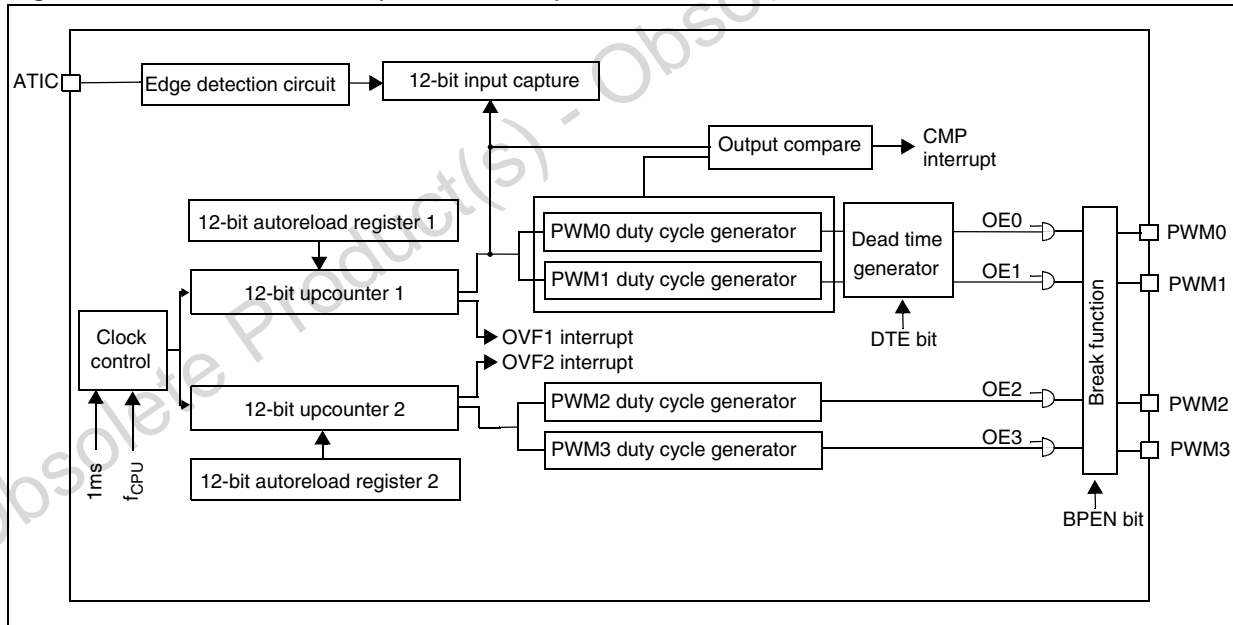 ATIC
Edge detection circuit
12-bit input capture
Output compare
CMP
interrupt
12-bit autoreload register 1
PWM0 duty cycle generator
PWM1 duty cycle generator
Dead time
generator
OE0
OE1
PWM0
PWM1
12-bit upcounter 1
OVF1 interrupt
OVF2 interrupt
DTE bit
Clock
control
Break function
12-bit upcounter 2
PWM2 duty cycle generator
PWM3 duty cycle generator
OE2
OE3
PWM2
PWM3
12-bit autoreload register 2
1ms
fCPU
BPEN bit
Obsolete Product(s) - Obso